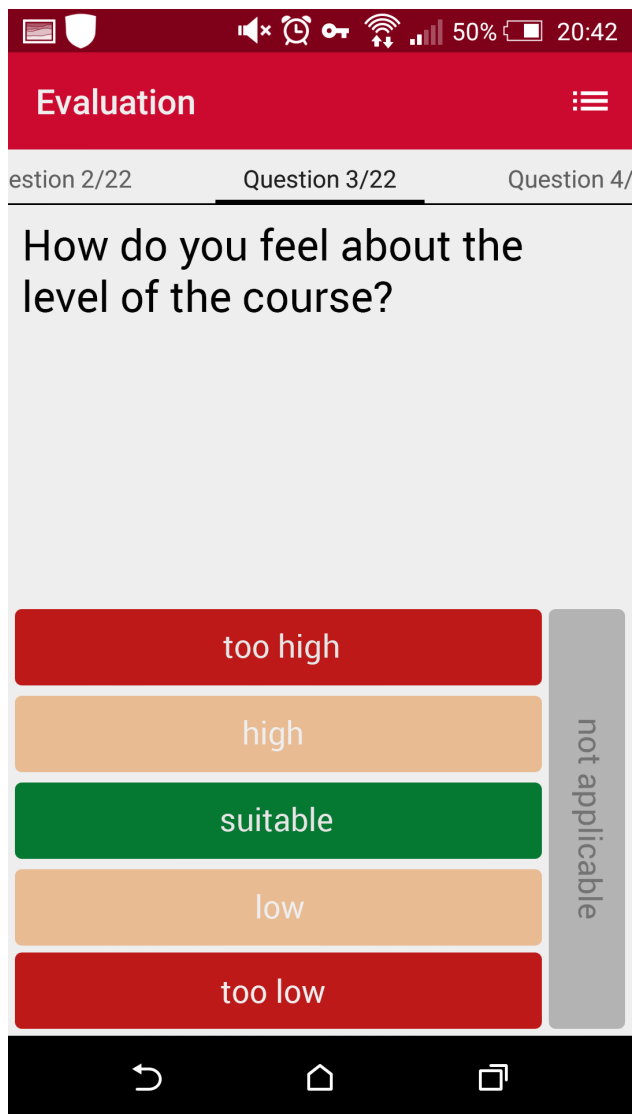 50% 20:42
Evaluation
estion 2/22 Question 3/22 Question 4/
How do you feel about the
level of the course?
too high
high
suitable
low
too low
not applicable